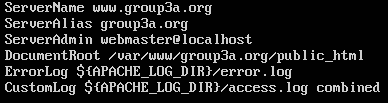 ServerName www.group3a.org
ServerAlias group3a.org
ServerAdmin webmaster@localhost
DocumentRoot /var/www/group3a.org/public_html
ErrorLog ${APACHE_LOG_DIR}/error.log
CustomLog ${APACHE_LOG_DIR}/access.log combined